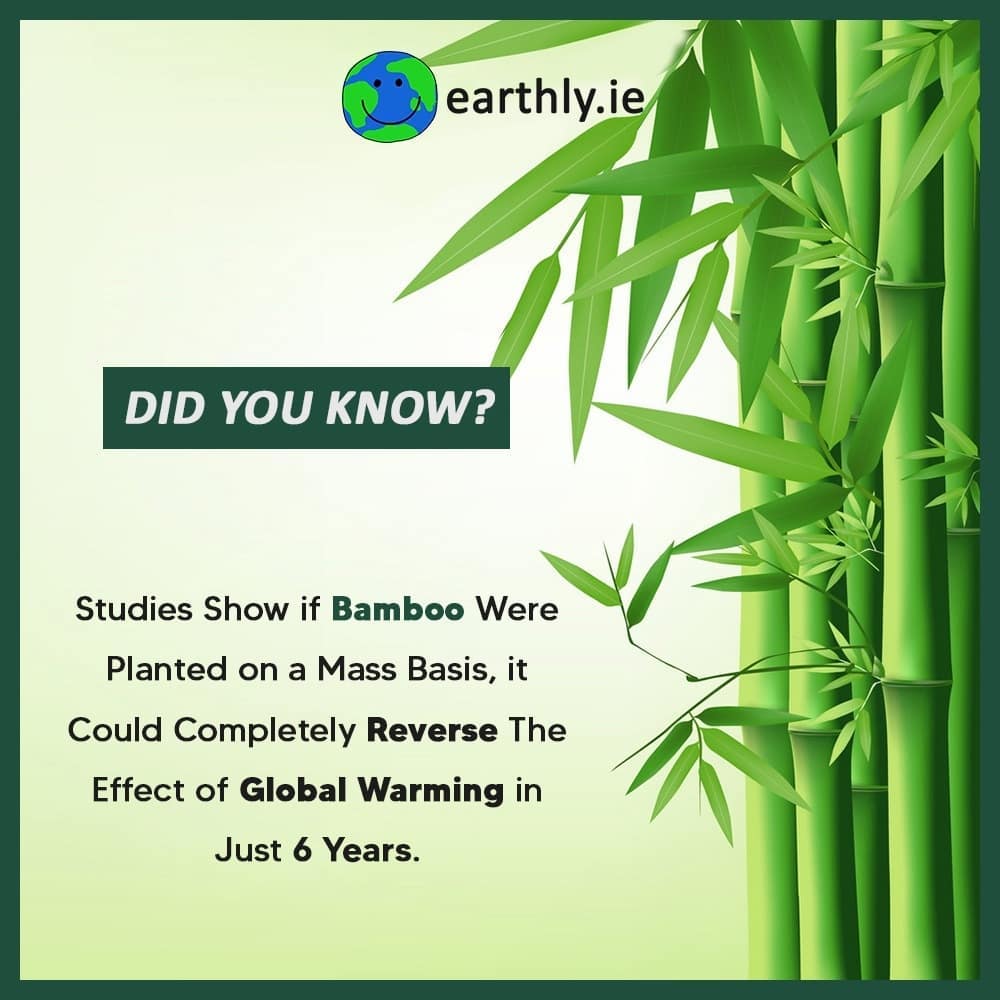 earthly.ie
DID YOU KNOW?
Studies Show if Bamboo Were
Planted on a Mass Basis, it
Could Completely Reverse The
Effect of Global Warming in
Just 6 Years.